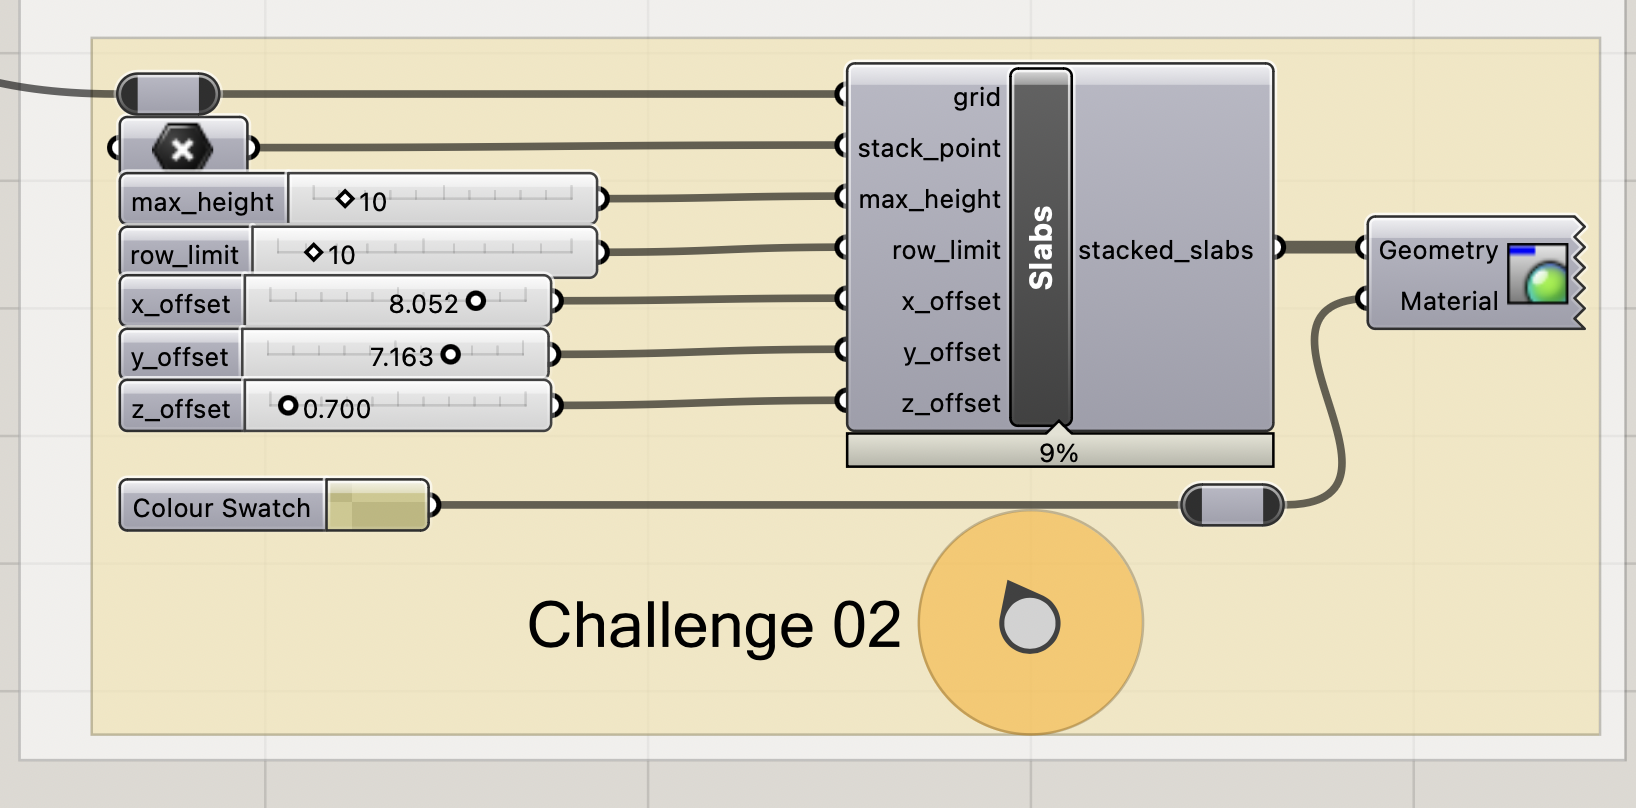 grid
stack_point
max_height 10
max_height
row_limit 10
row_limit
x_offset 8.052
x_offset
y_offset 7.163
y_offset
z_offset 0.700
z_offset
Slabs
stacked_slabs
9%
Geometry
Material
Colour Swatch
Challenge 02